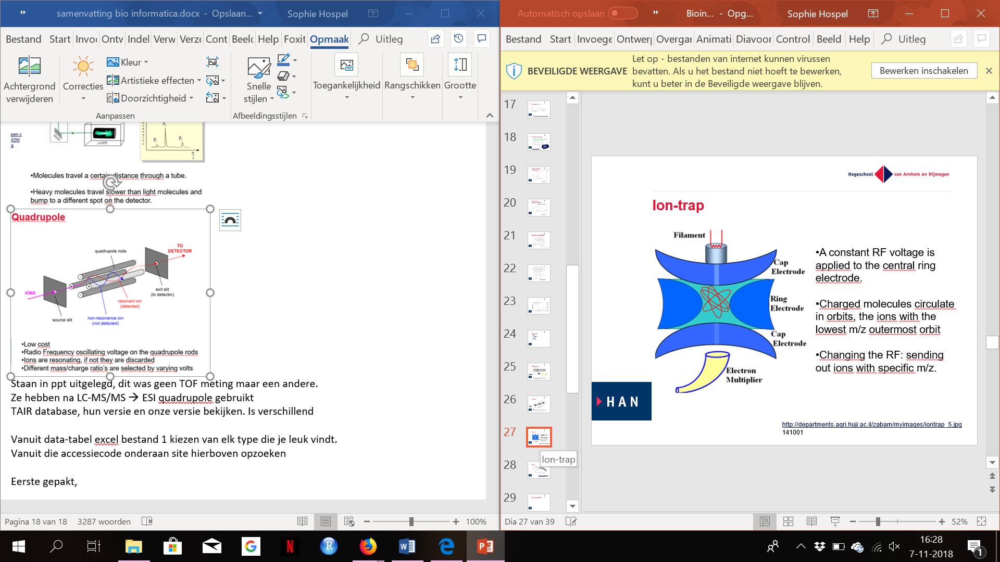 samenvatting bio informatica.docx - Opslaan...
Sophie Hospel
Bestand Start Invo Ontv Indel Verw Verze Cont Beelc Help Foxit Opmaak Uitleg
Achtergrond verwijderen
Correcties
Kleur
Artistieke effecten
Doorzichtigheid
Aanpassen
Snelle stijlen
Afbeeldingsstijlen
Toegankelijkheid
Rangschikken
Grootte
pen.c
026/
g
LASER
P
P
m
z
•Molecules travel a certain distance through a tube.
•Heavy molecules travel slower than light molecules and
bump to a different spot on the detector.
Quadrupole
TO
DETECTOR
quadrupole rods
exit slit
(to detector)
IONS
resonant ion
(detected)
source slit
non-resonance ion
(not detected)
•Low cost
•Radio Frequency oscillating voltage on the quadrupole rods
•Ions are resonating, if not they are discarded
•Different mass/charge ratio's are selected by varying volts
Staan in ppt uitgelegd, dit was geen TOF meting maar een andere.
Ze hebben na LC-MS/MS → ESI quadrupole gebruikt
TAIR database, hun versie en onze versie bekijken. Is verschillend
Vanuit data-tabel excel bestand 1 kiezen van elk type die je leuk vindt.
Vanuit die accessiecode onderaan site hierboven opzoeken
Eerste gepakt,
Pagina 18 van 18 3287 woorden
100%
Automatisch opslaan
Bioin... - Opg...
Sophie Hospel
Bestand Start Invoege Ontwerp Overgar Animati Diavoor Control Beeld Help Uitleg
BEVEILIGDE WEERGAVE
Let op - bestanden van internet kunnen virussen
bevatten. Als u het bestand niet hoeft te bewerken,
kunt u beter in de Beveiligde weergave blijven.
Bewerken inschakelen
17
18
19
20
21
22
23
24
25
26
27
Ion-trap
28
29
Hogeschool van Arnhem en Nijmegen
Ion-trap
Filament
Cap
Electrode
Ring
Electrode
Cap
Electrode
Electron
Multiplier
•A constant RF voltage is
applied to the central ring
electrode.
•Charged molecules circulate
in orbits, the ions with the
lowest m/z outermost orbit
•Changing the RF: sending
out ions with specific m/z.
HAN
http://departments.agri.huji.ac.il/zabam/myimages/iontrap_5.jpg
141001
Dia 27 van 39
52%
16:28
7-11-2018
1